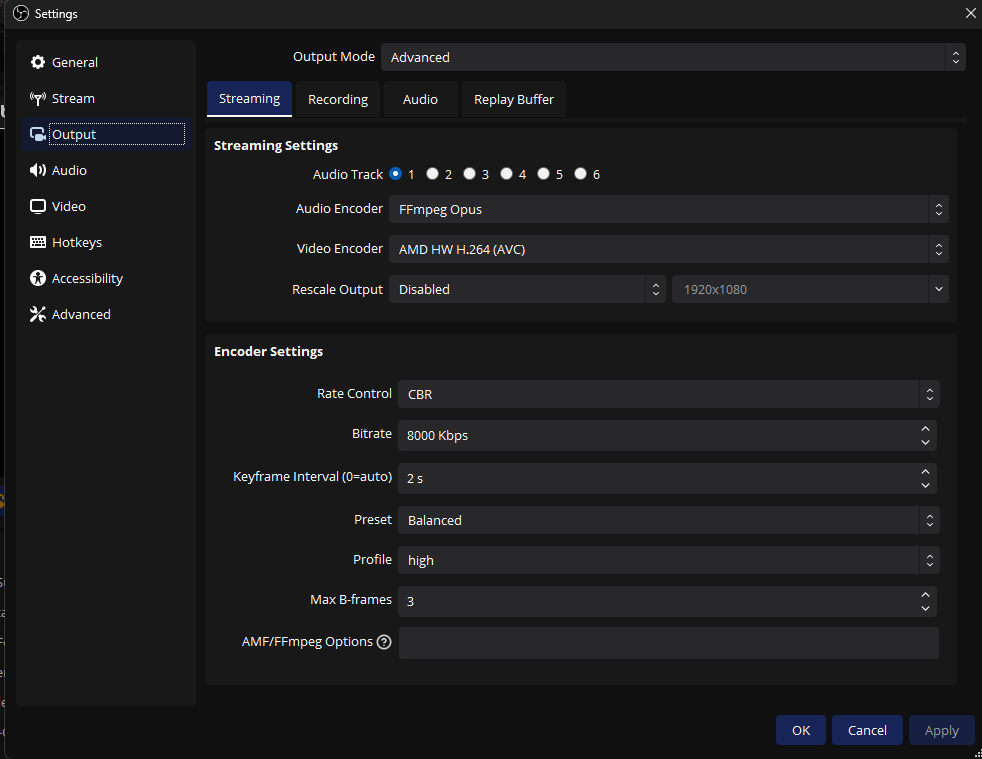 Settings
General
Stream
Output
Audio
Video
Hotkeys
Accessibility
Advanced
Output Mode Advanced
Streaming Recording Audio Replay Buffer
Streaming Settings
Audio Track 1 2 3 4 5 6
Audio Encoder FFmpeg Opus
Video Encoder AMD HW H.264 (AVC)
Rescale Output Disabled 1920x1080
Encoder Settings
Rate Control CBR
Bitrate 8000 Kbps
Keyframe Interval (0=auto) 2 s
Preset Balanced
Profile high
Max B-frames 3
AMF/FFmpeg Options ?
OK Cancel Apply